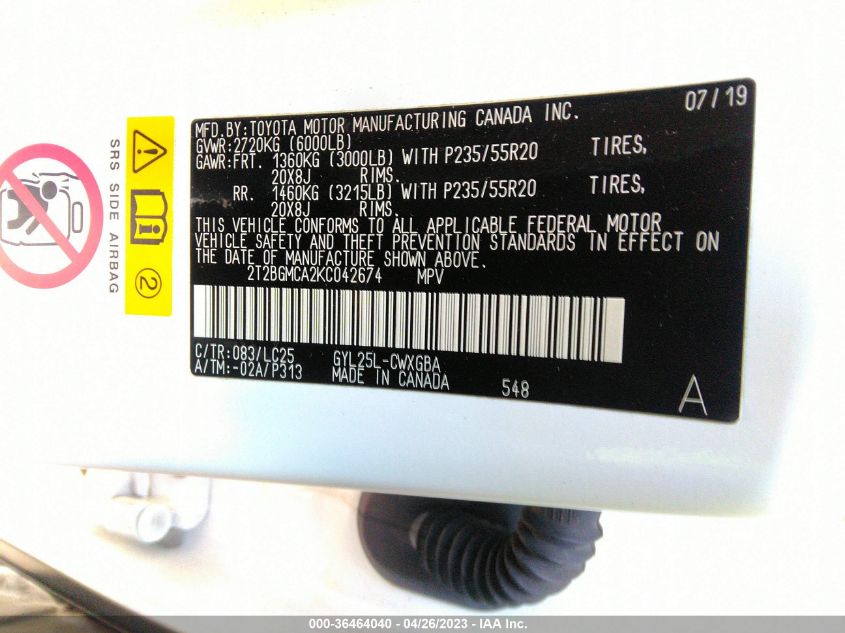 07/19
MFD.BY:TOYOTA MOTOR MANUFACTURING CANADA INC.
GVWR:2720KG (6000LB)
GAWR:FRT. 1360KG (3000LB) WITH P235/55R20 TIRES,
20X8J RIMS.
RR. 1460KG (3215LB) WITH P235/55R20 TIRES,
20X8J RIMS.
THIS VEHICLE CONFORMS TO ALL APPLICABLE FEDERAL MOTOR
VEHICLE SAFETY AND THEFT PREVENTION STANDARDS IN EFFECT ON
THE DATE OF MANUFACTURE SHOWN ABOVE.
2T2BGMCA2KC042674 MPV
C/TR:083/LC25 GYL25L-CWXGBA
A/TM:-02A/P313 MADE IN CANADA 548
A
SRS SIDE AIRBAG
2
000-36464040 - 04/26/2023 - IAA Inc.